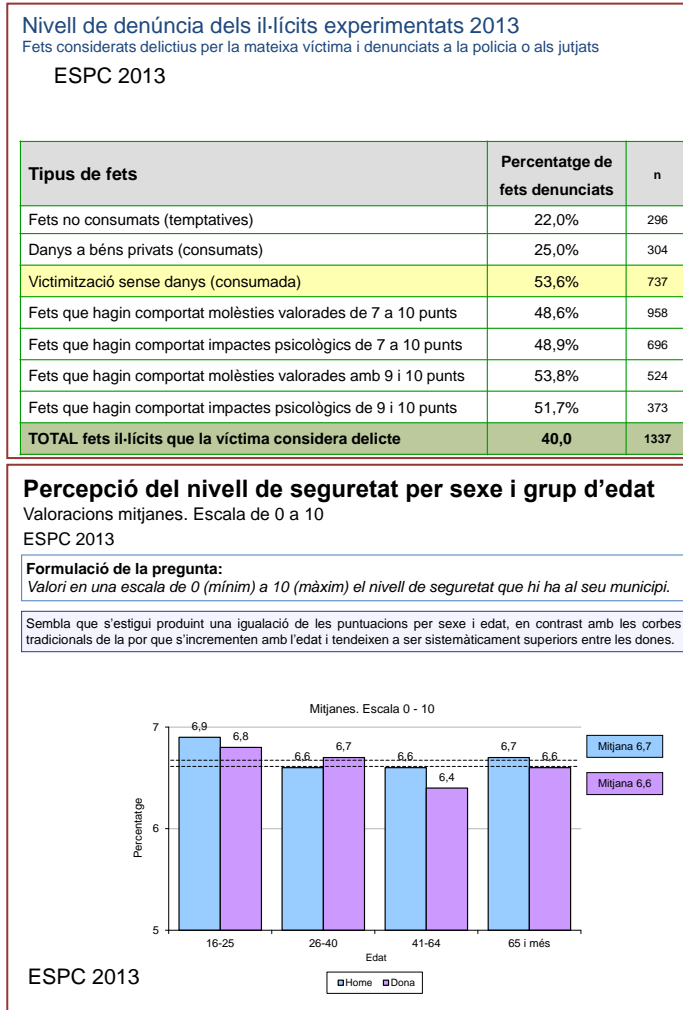 Nivell de denúncia dels il·lícits experimentats 2013
Fets considerats delictius per la mateixa víctima i denunciats a la policia o als jutjats
ESPC 2013
Tipus de fets Percentatge de fets denunciats n
Fets no consumats (temptatives) 22,0% 296
Danys a béns privats (consumats) 25,0% 304
Victimització sense danys (consumada) 53,6% 737
Fets que hagin comportat molèsties valorades de 7 a 10 punts 48,6% 958
Fets que hagin comportat impactes psicològics de 7 a 10 punts 48,9% 696
Fets que hagin comportat molèsties valorades amb 9 i 10 punts 53,8% 524
Fets que hagin comportat impactes psicològics de 9 i 10 punts 51,7% 373
TOTAL fets il·lícits que la víctima considera delicte 40,0 1337
Percepció del nivell de seguretat per sexe i grup d'edat
Valoracions mitjanes. Escala de 0 a 10
ESPC 2013
Formulació de la pregunta:
Valori en una escala de 0 (mínim) a 10 (màxim) el nivell de seguretat que hi ha al seu municipi.
Sembla que s'estigui produint una igualació de les puntuacions per sexe i edat, en contrast amb les corbes
tradicionals de la por que s'incrementen amb l'edat i tendeixen a ser sistemàticament superiors entre les dones.
Mitjanes. Escala 0 - 10
7
6
5
Percentatge
6,9 6,8 6,6 6,7 6,6 6,4 6,7 6,6
Mitjana 6,7
Mitjana 6,6
16-25 26-40 41-64 65 i més
Edat
Home Dona
ESPC 2013